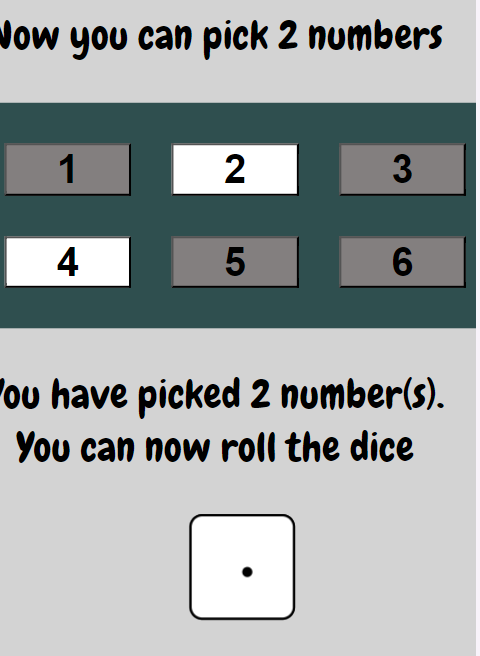 Now you can pick 2 numbers
1 2 3
4 5 6
You have picked 2 number(s).
You can now roll the dice